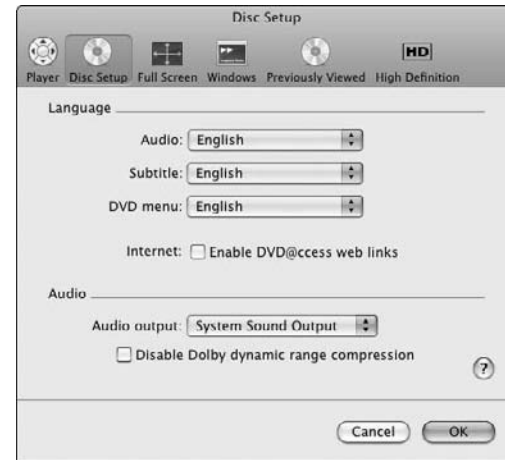 Disc Setup
HD
Player Disc Setup Full Screen Windows Previously Viewed High Definition
Language
Audio: English
Subtitle: English
DVD menu: English
Internet: Enable DVD@ccess web links
Audio
Audio output: System Sound Output
Disable Dolby dynamic range compression
?
Cancel OK